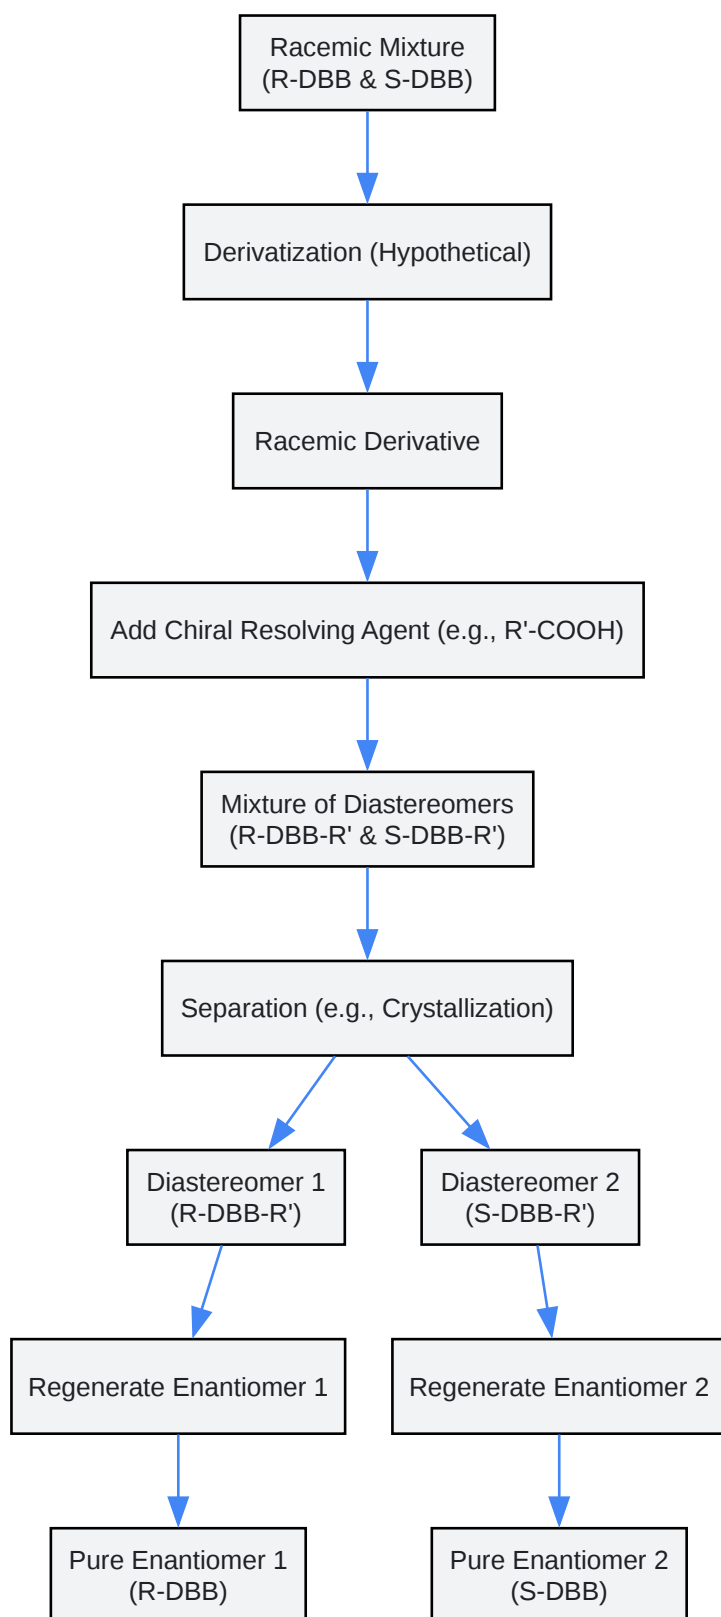 Racemic Mixture
(R-DBB & S-DBB)
Derivatization (Hypothetical)
Racemic Derivative
Add Chiral Resolving Agent (e.g., R'-COOH)
Mixture of Diastereomers
(R-DBB-R' & S-DBB-R')
Separation (e.g., Crystallization)
Diastereomer 1
(R-DBB-R')
Diastereomer 2
(S-DBB-R')
Regenerate Enantiomer 1
Regenerate Enantiomer 2
Pure Enantiomer 1
(R-DBB)
Pure Enantiomer 2
(S-DBB)